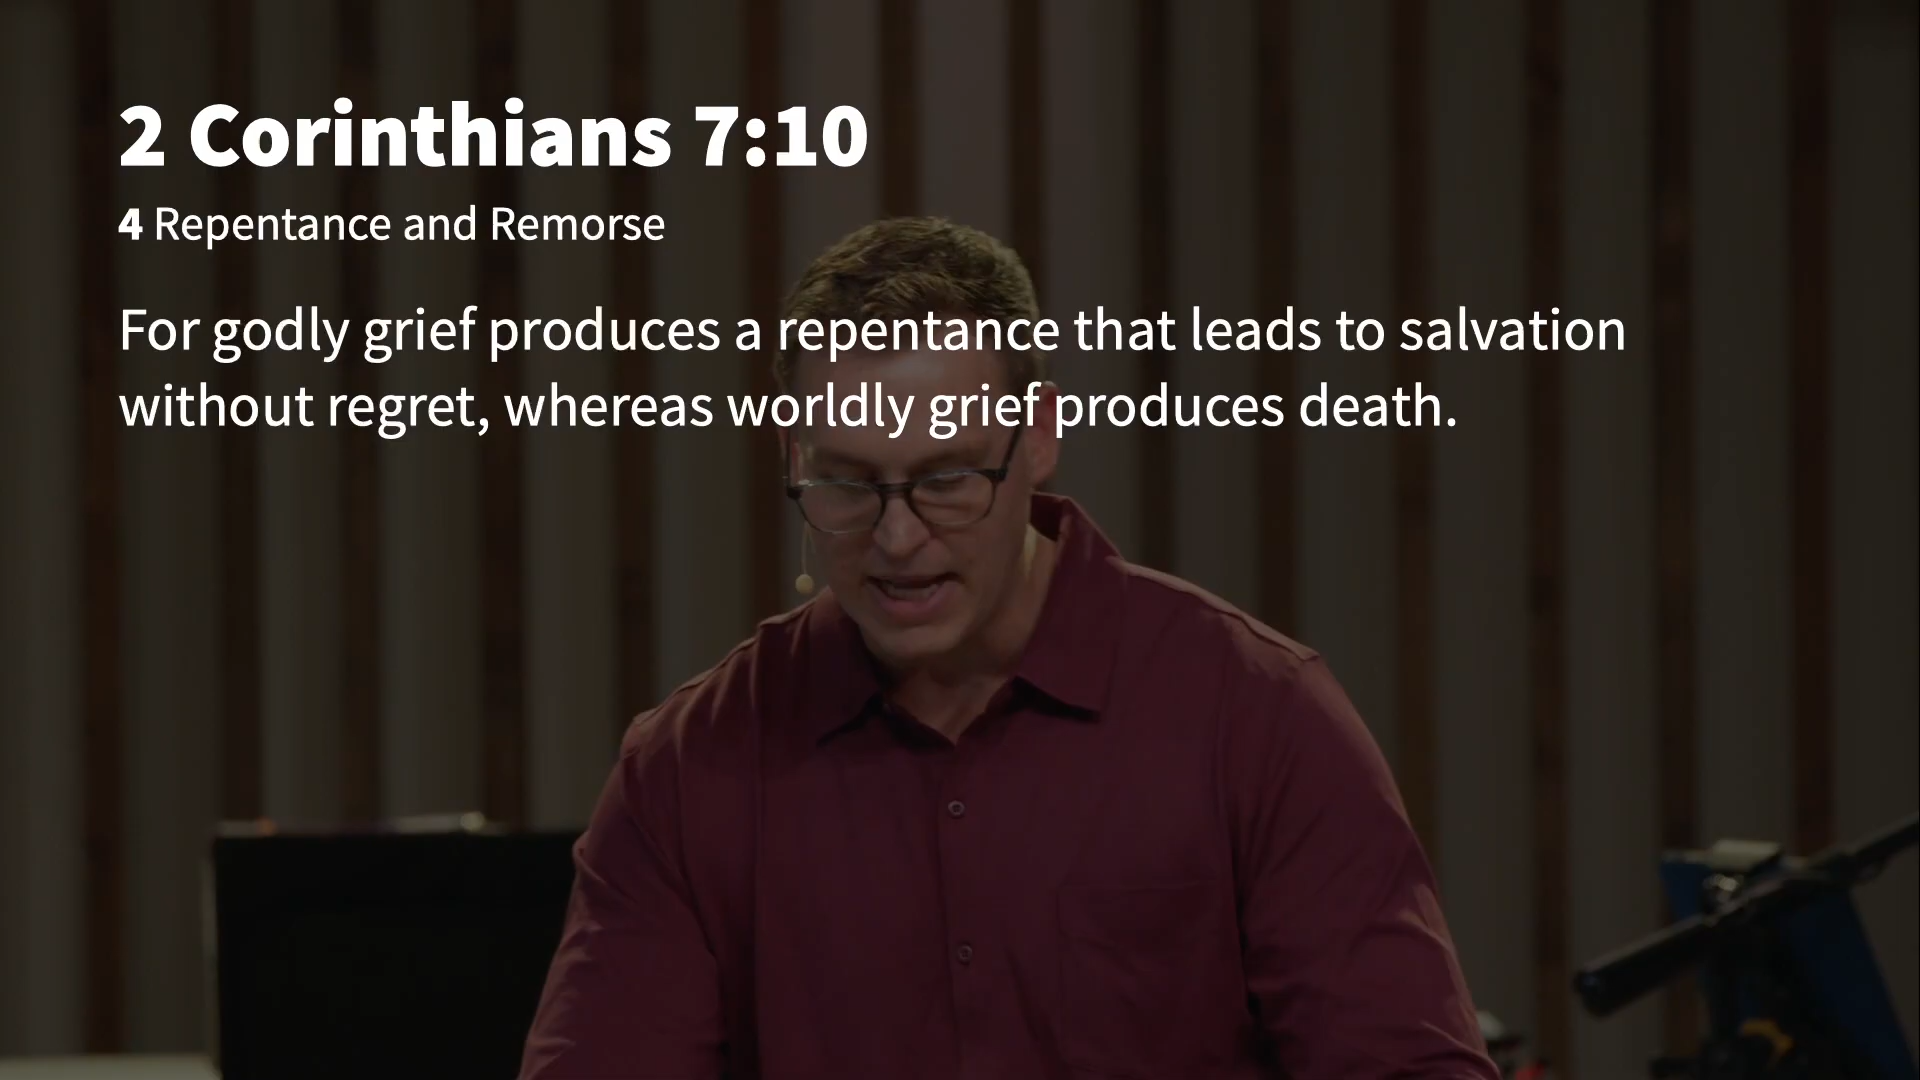 2 Corinthians 7:10
4 Repentance and Remorse
For godly grief produces a repentance that leads to salvation
without regret, whereas worldly grief produces death.